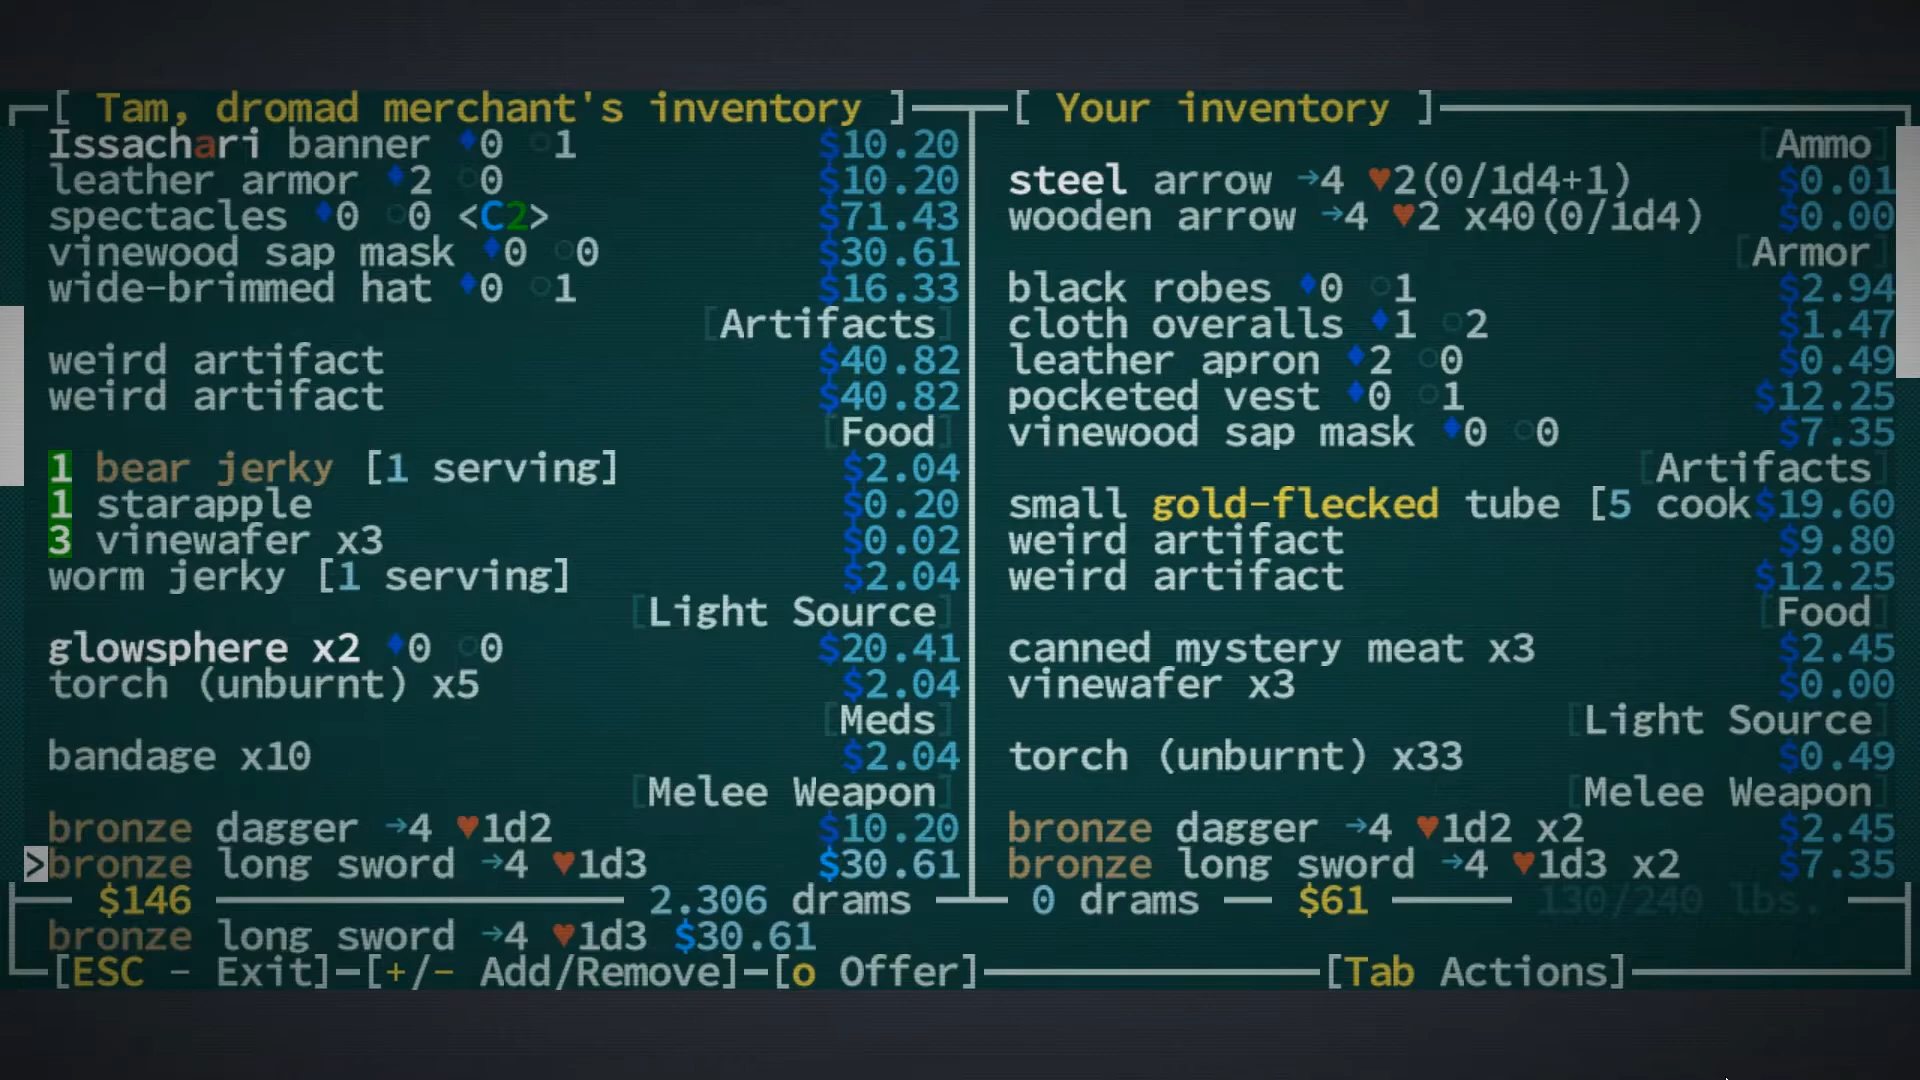 [ Tam, dromad merchant's inventory ]
Issachari banner ♦0 ○1 $10.20
leather armor ♦2 ○0 $10.20
spectacles ♦0 ○0 <C2> $71.43
vinewood sap mask ♦0 ○0 $30.61
wide-brimmed hat ♦0 ○1 $16.33
[Artifacts]
weird artifact $40.82
weird artifact $40.82
[Food]
1 bear jerky [1 serving] $2.04
1 starapple $0.20
3 vinewafer x3 $0.02
worm jerky [1 serving] $2.04
[Light Source]
glowsphere x2 ♦0 ○0 $20.41
torch (unburnt) x5 $2.04
[Meds]
bandage x10 $2.04
[Melee Weapon]
bronze dagger →4 ♥1d2 $10.20
>bronze long sword →4 ♥1d3 $30.61
$146 2.306 drams
[ Your inventory ]
[Ammo]
steel arrow →4 ♥2(0/1d4+1) $0.01
wooden arrow →4 ♥2 x40(0/1d4) $0.00
[Armor]
black robes ♦0 ○1 $2.94
cloth overalls ♦1 ○2 $1.47
leather apron ♦2 ○0 $0.49
pocketed vest ♦0 ○1 $12.25
vinewood sap mask ♦0 ○0 $7.35
[Artifacts]
small gold-flecked tube [5 cook $19.60
weird artifact $9.80
weird artifact $12.25
[Food]
canned mystery meat x3 $2.45
vinewafer x3 $0.00
[Light Source]
torch (unburnt) x33 $0.49
[Melee Weapon]
bronze dagger →4 ♥1d2 x2 $2.45
bronze long sword →4 ♥1d3 x2 $7.35
0 drams — $61 130/240 lbs.
bronze long sword →4 ♥1d3 $30.61
[ESC - Exit]-[+/- Add/Remove]-[o Offer] [Tab Actions]